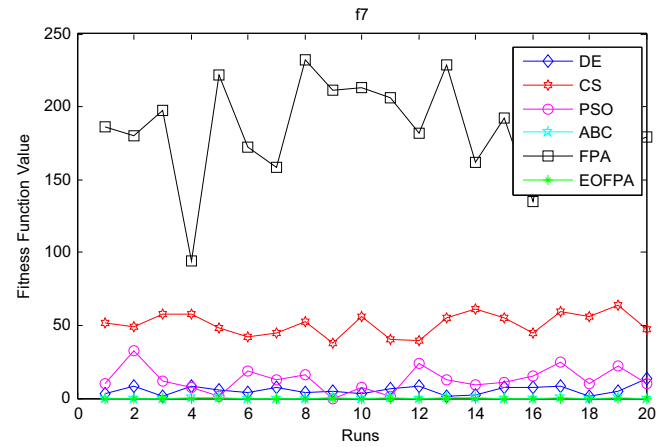 f7
Fitness Function Value
250
200
150
100
50
0
0 2 4 6 8 10 12 14 16 18 20
Runs
DE
CS
PSO
ABC
FPA
EOFPA